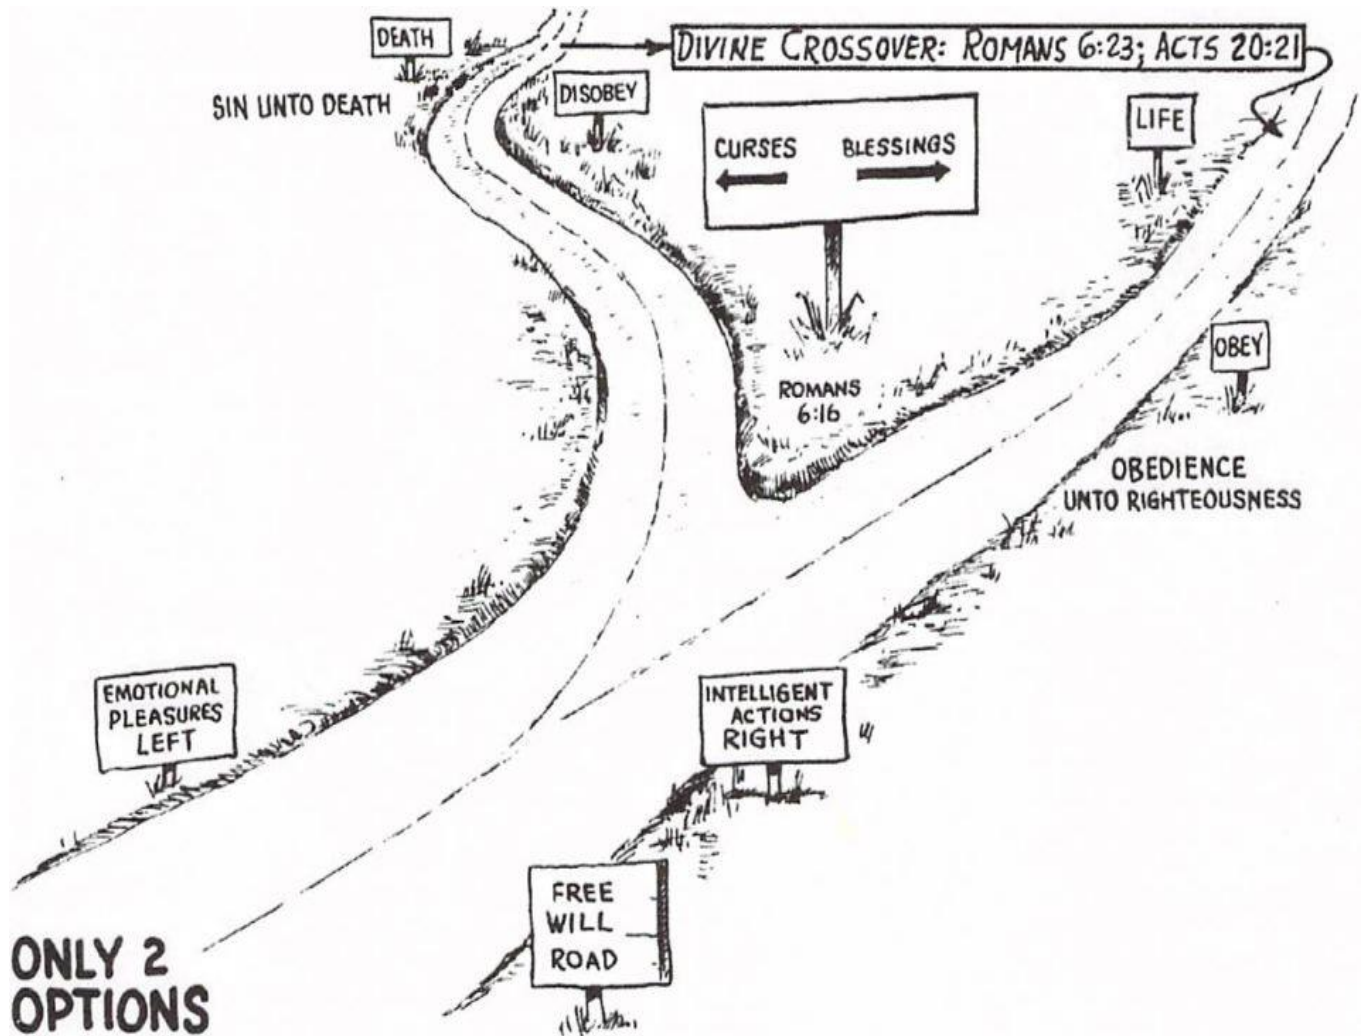 DEATH
DIVINE CROSSOVER: ROMANS 6:23; ACTS 20:21
SIN UNTO DEATH
DISOBEY
CURSES
BLESSINGS
LIFE
OBEY
ROMANS
6:16
OBEDIENCE
UNTO RIGHTEOUSNESS
EMOTIONAL
PLEASURES
LEFT
INTELLIGENT
ACTIONS
RIGHT
FREE
WILL
ROAD
ONLY 2
OPTIONS